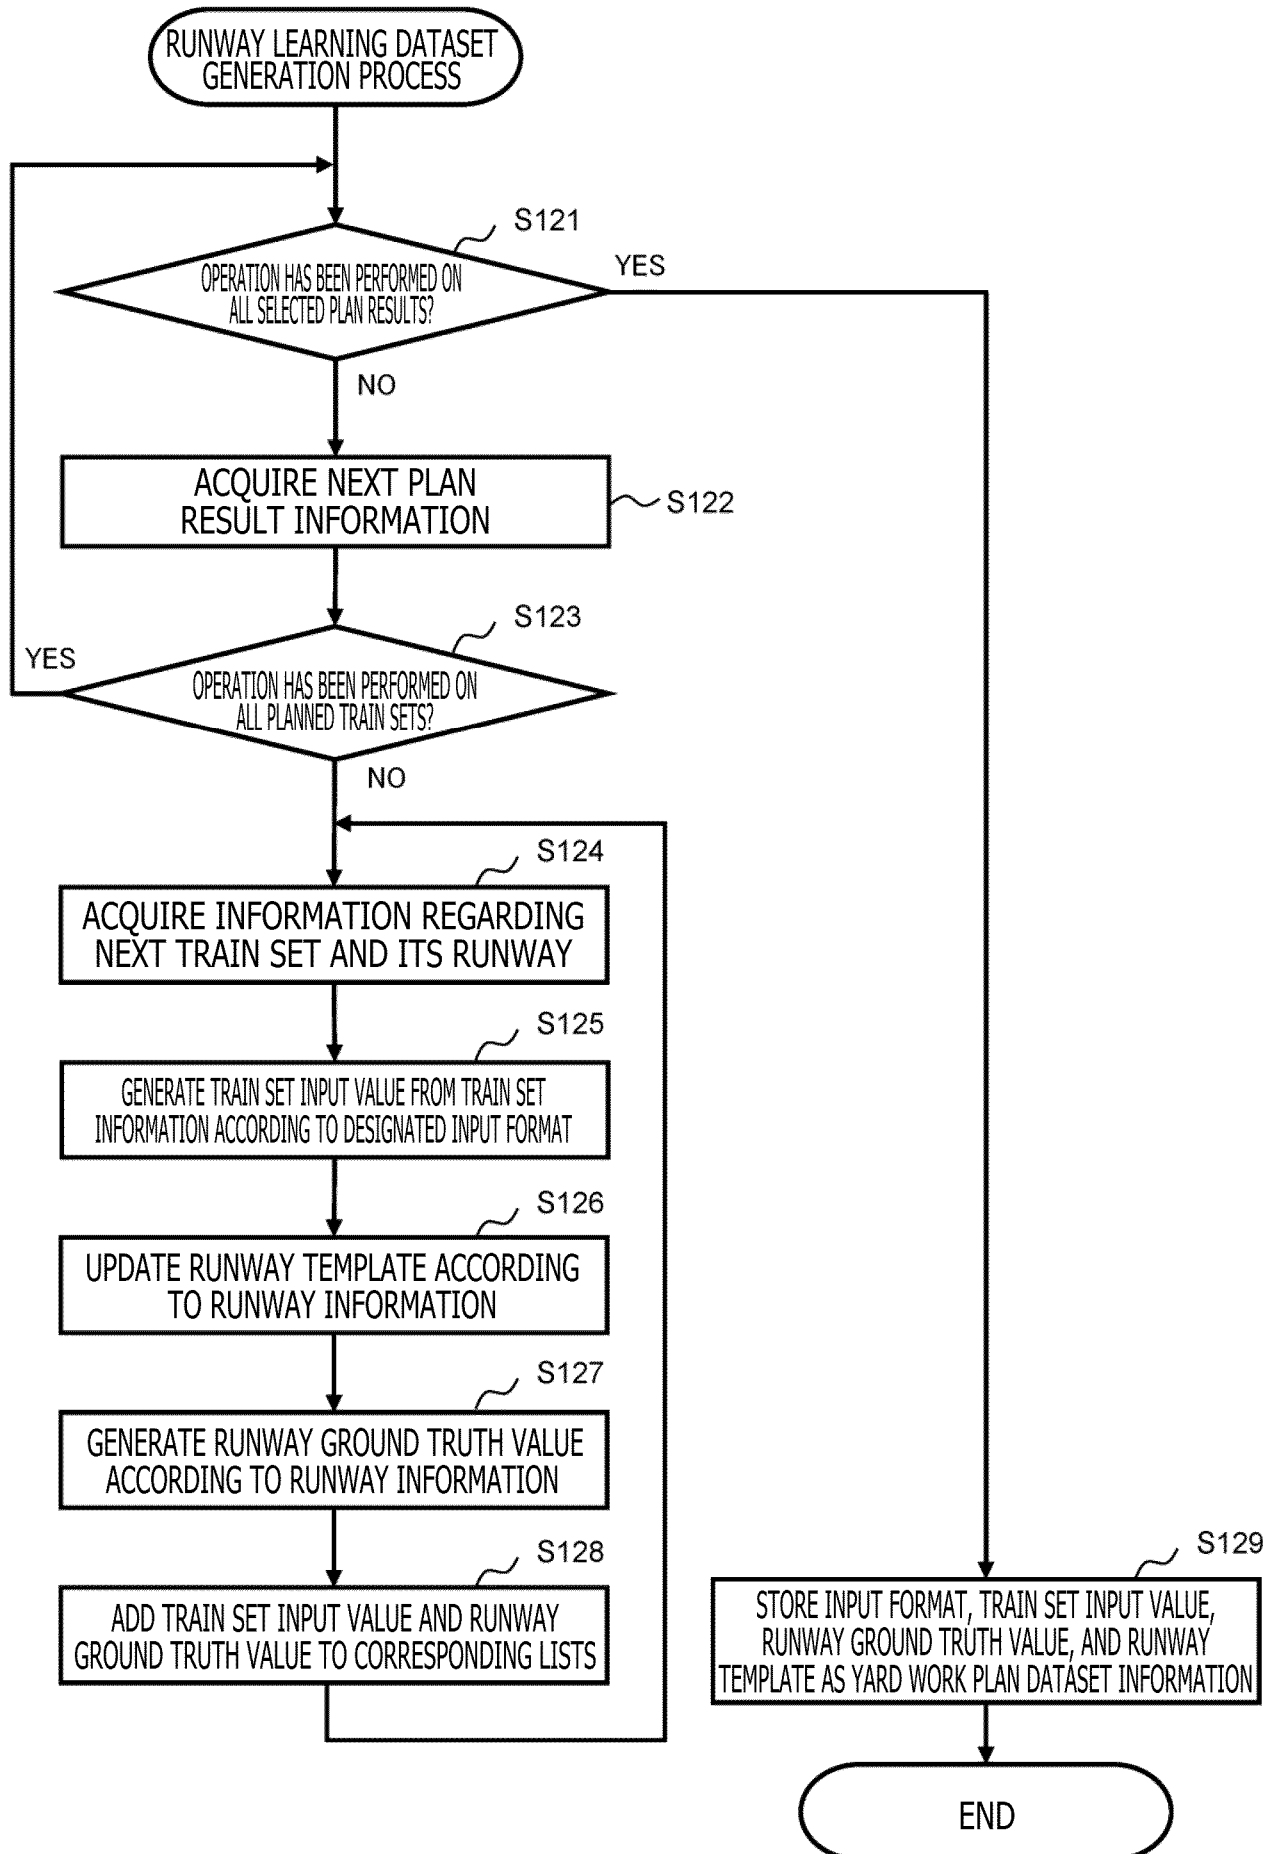 RUNWAY LEARNING DATASET
GENERATION PROCESS
S121
OPERATION HAS BEEN PERFORMED ON
ALL SELECTED PLAN RESULTS?
YES
NO
ACQUIRE NEXT PLAN
RESULT INFORMATION
S122
S123
YES
OPERATION HAS BEEN PERFORMED ON
ALL PLANNED TRAIN SETS?
NO
S124
ACQUIRE INFORMATION REGARDING
NEXT TRAIN SET AND ITS RUNWAY
S125
GENERATE TRAIN SET INPUT VALUE FROM TRAIN SET
INFORMATION ACCORDING TO DESIGNATED INPUT FORMAT
S126
UPDATE RUNWAY TEMPLATE ACCORDING
TO RUNWAY INFORMATION
S127
GENERATE RUNWAY GROUND TRUTH VALUE
ACCORDING TO RUNWAY INFORMATION
S128
ADD TRAIN SET INPUT VALUE AND RUNWAY
GROUND TRUTH VALUE TO CORRESPONDING LISTS
S129
STORE INPUT FORMAT, TRAIN SET INPUT VALUE,
RUNWAY GROUND TRUTH VALUE, AND RUNWAY
TEMPLATE AS YARD WORK PLAN DATASET INFORMATION
END